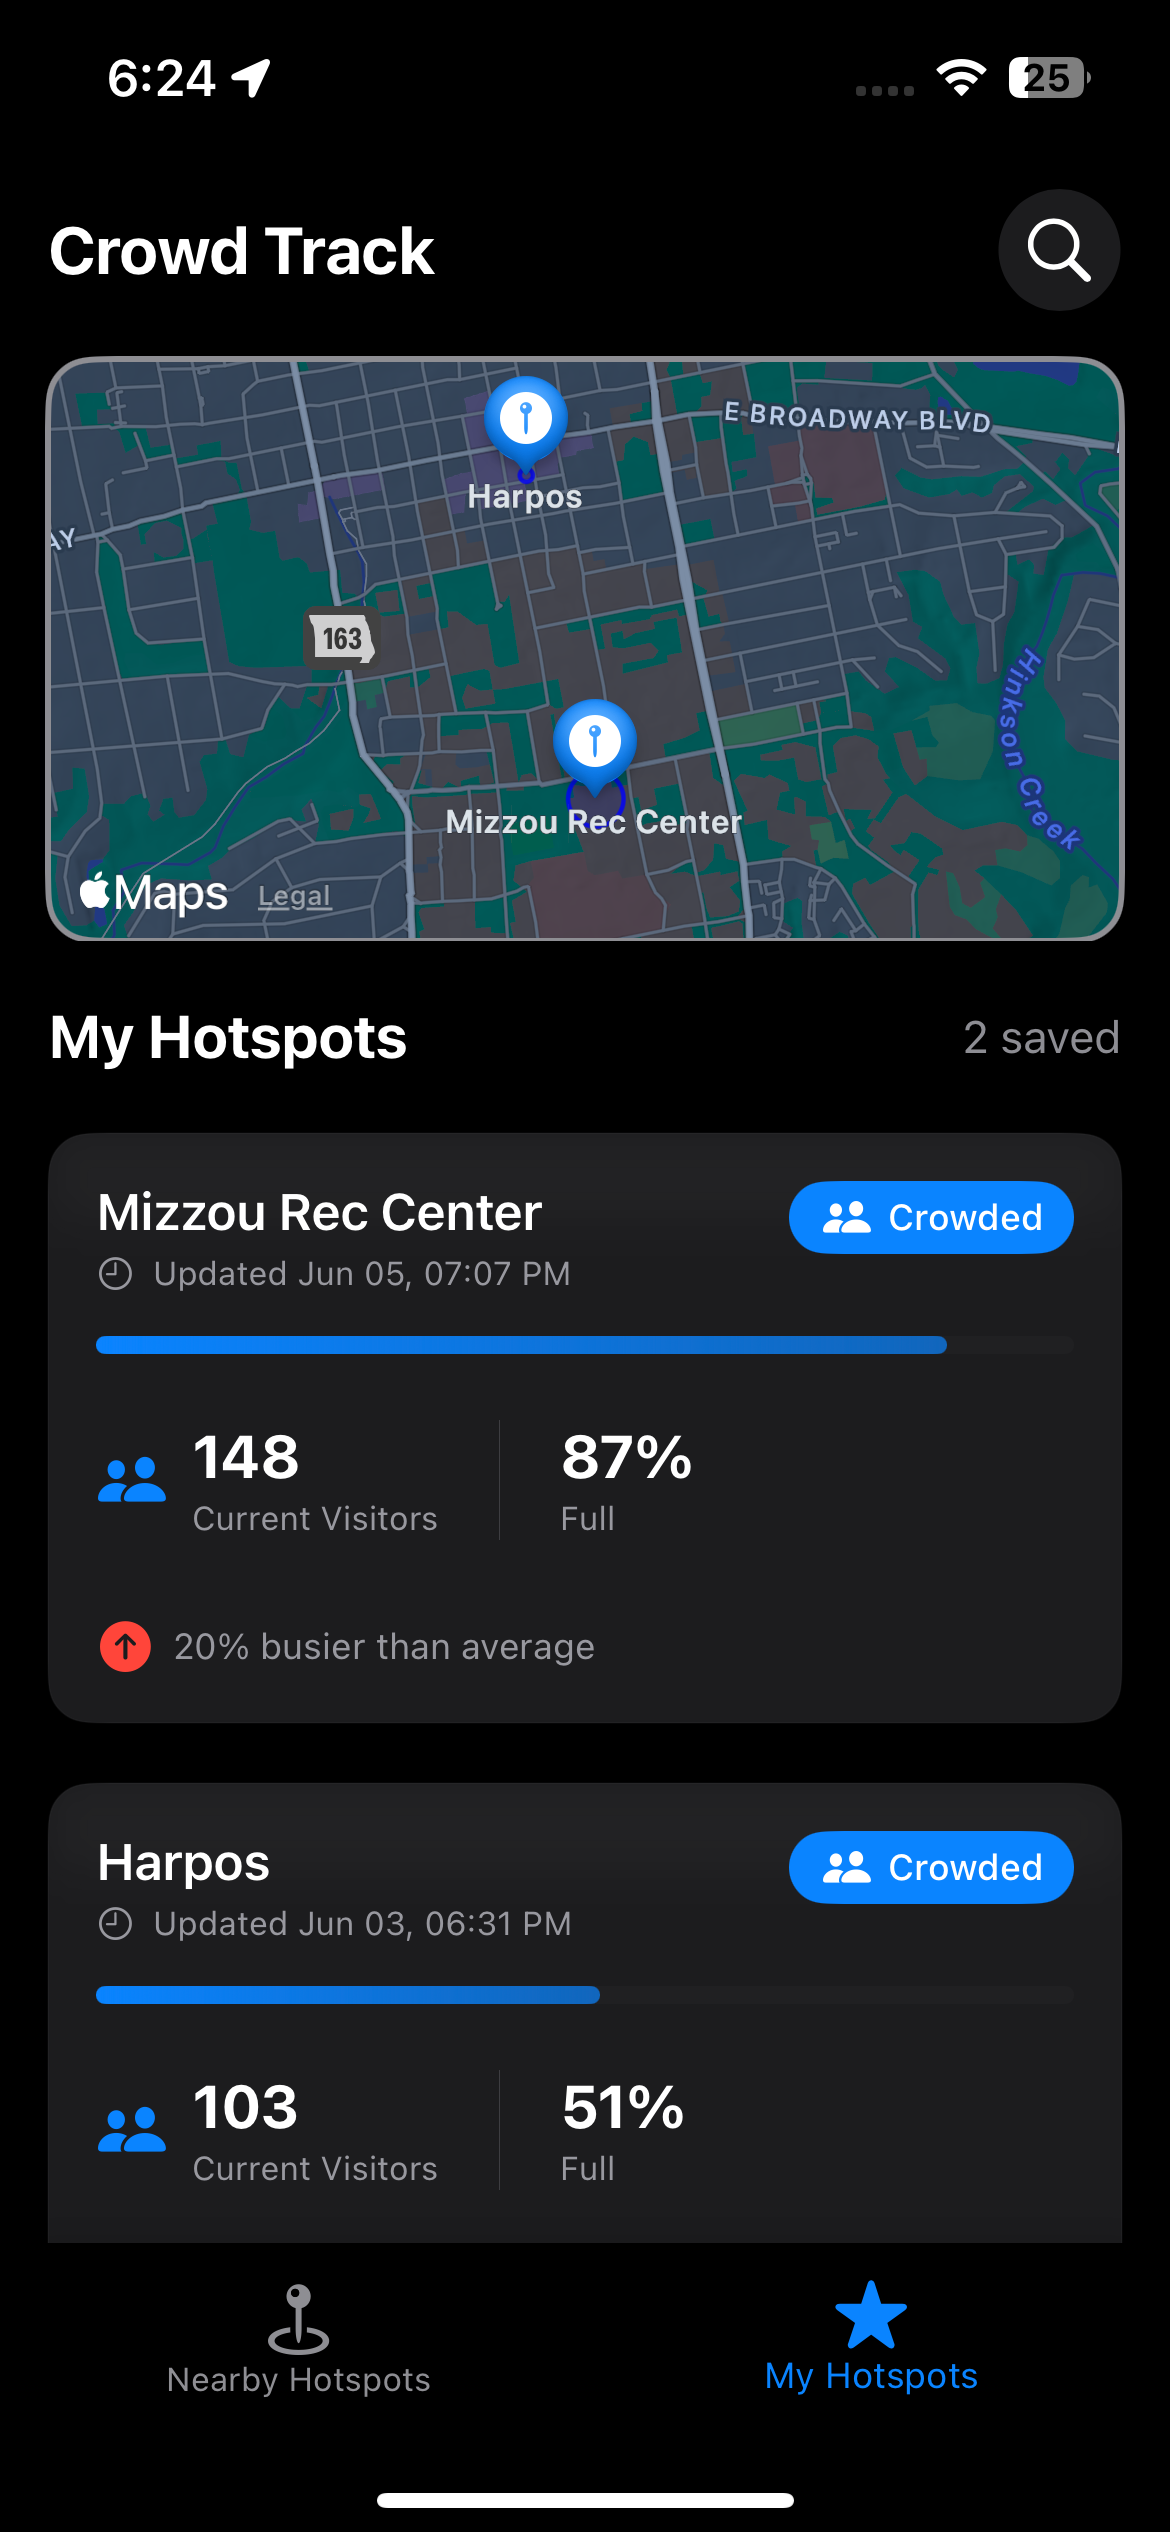 6:24
25
Crowd Track
E BROADWAY BLVD
Harpos
AY
163
Hinkson Creek
Mizzou Rec Center
Maps Legal
My Hotspots
2 saved
Mizzou Rec Center
Crowded
Updated Jun 05, 07:07 PM
148
87%
Current Visitors
Full
20% busier than average
Harpos
Crowded
Updated Jun 03, 06:31 PM
103
51%
Current Visitors
Full
Nearby Hotspots
My Hotspots